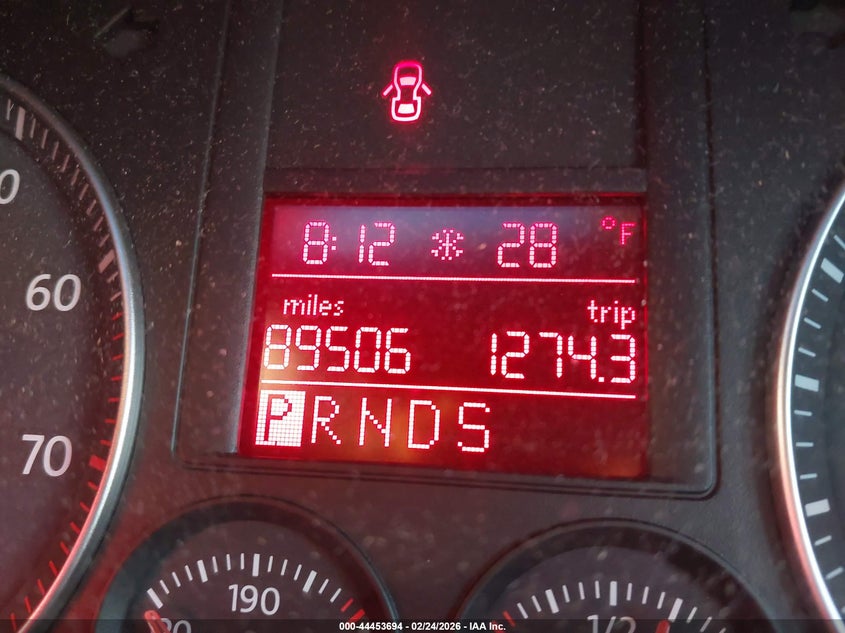 8:12 28 °F
miles trip
89506 1274.3
P R N D S
60
70
190
1/2
000-44453694 - 02/24/2026 - IAA Inc.